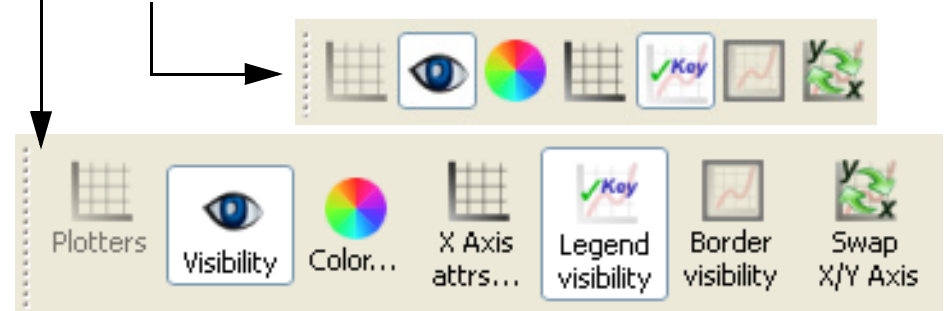 Key
y
x
Key
y
x
Plotters
Visibility
Color...
X Axis
attrs...
Legend
visibility
Border
visibility
Swap
X/Y Axis